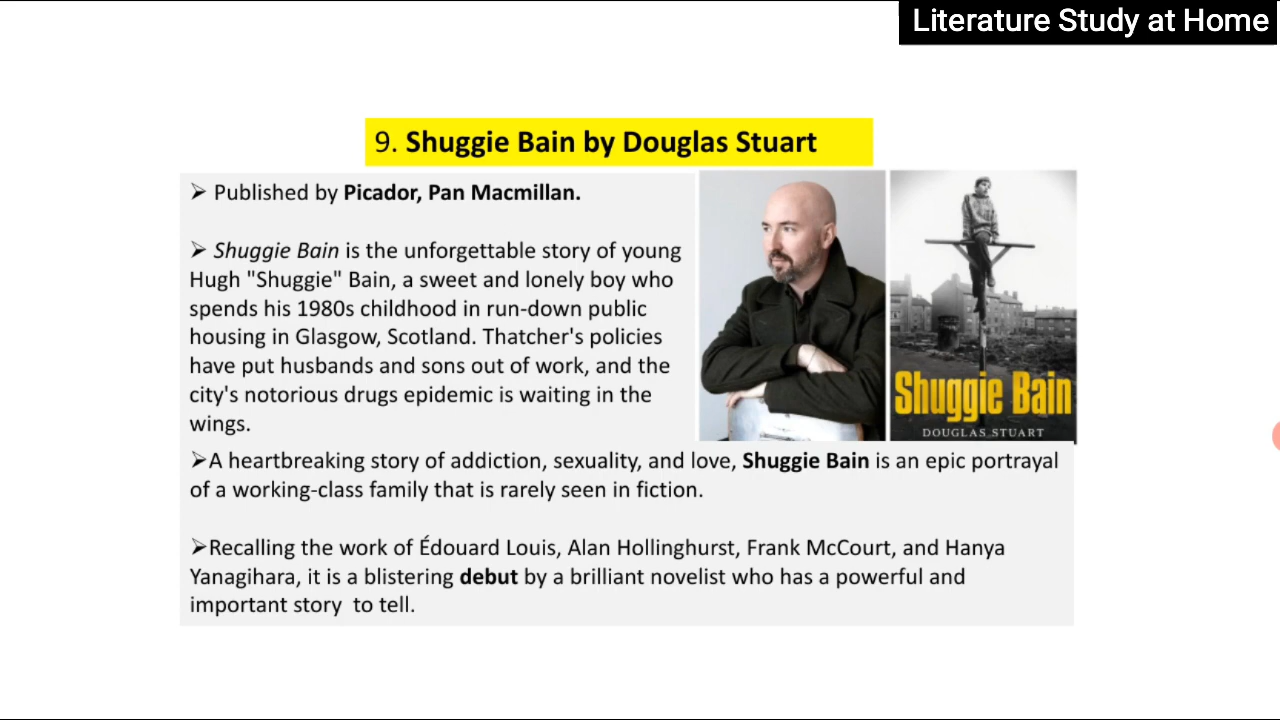 Literature Study at Home
9. Shuggie Bain by Douglas Stuart
➢ Published by Picador, Pan Macmillan.
➢ Shuggie Bain is the unforgettable story of young
Hugh "Shuggie" Bain, a sweet and lonely boy who
spends his 1980s childhood in run-down public
housing in Glasgow, Scotland. Thatcher's policies
have put husbands and sons out of work, and the
city's notorious drugs epidemic is waiting in the
wings.
Shuggie Bain
DOUGLAS STUART
➢A heartbreaking story of addiction, sexuality, and love, Shuggie Bain is an epic portrayal
of a working-class family that is rarely seen in fiction.
➢Recalling the work of Édouard Louis, Alan Hollinghurst, Frank McCourt, and Hanya
Yanagihara, it is a blistering debut by a brilliant novelist who has a powerful and
important story  to tell.